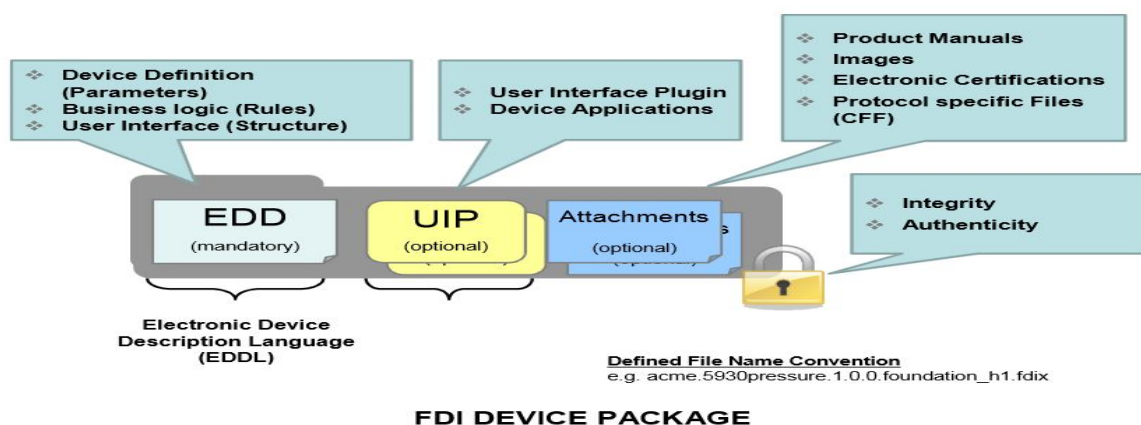 ❖ Device Definition
(Parameters)
❖ Business logic (Rules)
❖ User Interface (Structure)
❖ User Interface Plugin
❖ Device Applications
❖ Product Manuals
❖ Images
❖ Electronic Certifications
❖ Protocol specific Files
(CFF)
❖ Integrity
❖ Authenticity
EDD
(mandatory)
UIP
(optional)
Attachments
(optional)
Electronic Device
Description Language
(EDDL)
Defined File Name Convention
e.g. acme.5930pressure.1.0.0.foundation_h1.fdix
FDI DEVICE PACKAGE